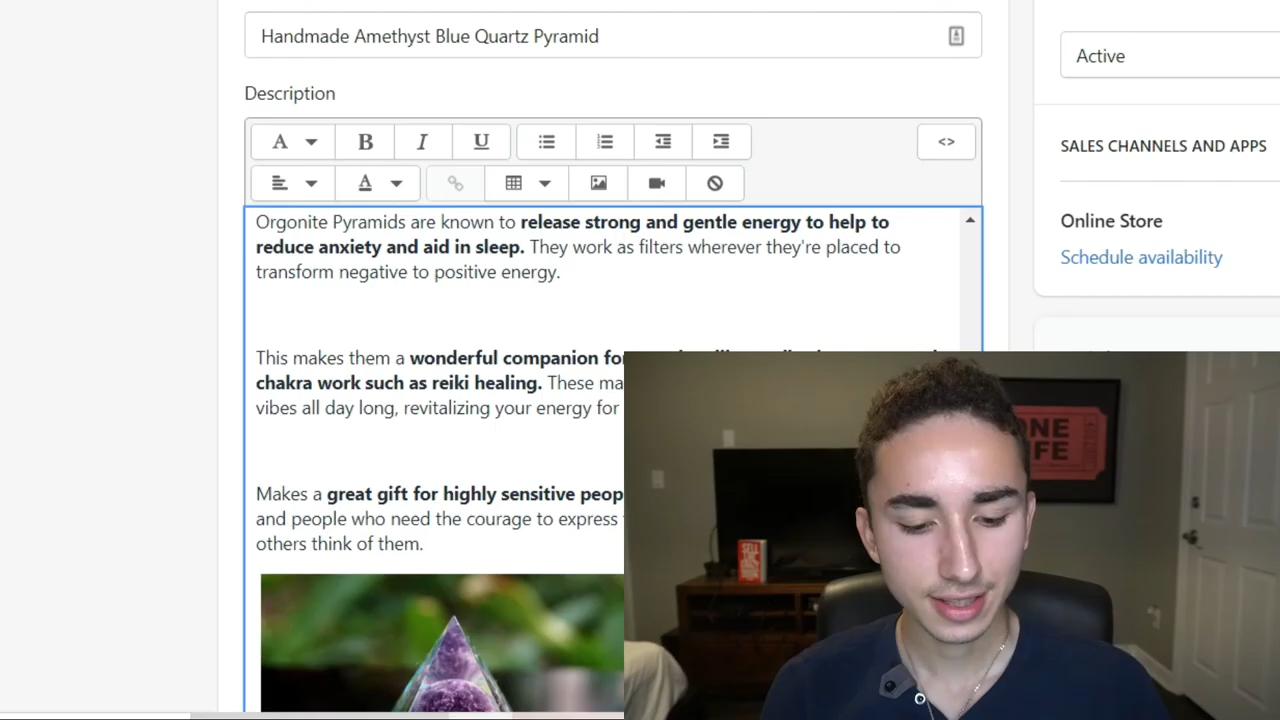 Handmade Amethyst Blue Quartz Pyramid
Active
Description
A B I U <>
A
SALES CHANNELS AND APPS
Online Store
Schedule availability
Orgonite Pyramids are known to release strong and gentle energy to help to
reduce anxiety and aid in sleep. They work as filters wherever they're placed to
transform negative to positive energy.
This makes them a wonderful companion for
chakra work such as reiki healing. These
vibes all day long, revitalizing your energy for
Makes a great gift for highly sensitive
and people who need the courage to express
others think of them.
ONE
SELL